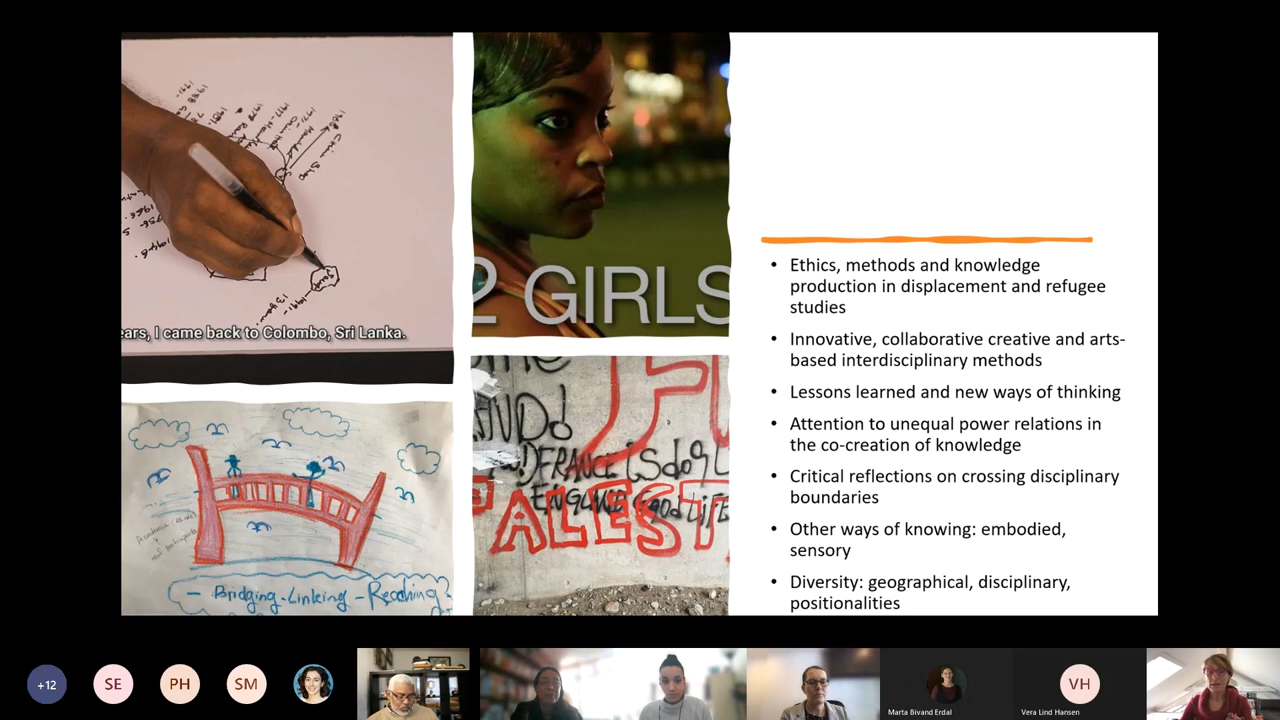 ears, I came back to Colombo, Sri Lanka.
2 GIRLS
FRANCE is dog L
PALEST
- Bridging-Linking-Reaching
• Ethics, methods and knowledge
production in displacement and refugee
studies
• Innovative, collaborative creative and arts-
based interdisciplinary methods
• Lessons learned and new ways of thinking
• Attention to unequal power relations in
the co-creation of knowledge
• Critical reflections on crossing disciplinary
boundaries
• Other ways of knowing: embodied,
sensory
• Diversity: geographical, disciplinary,
positionalities
+12
SE
PH
SM
Marta Bivand Erdal
VH
Vera Lind Hansen